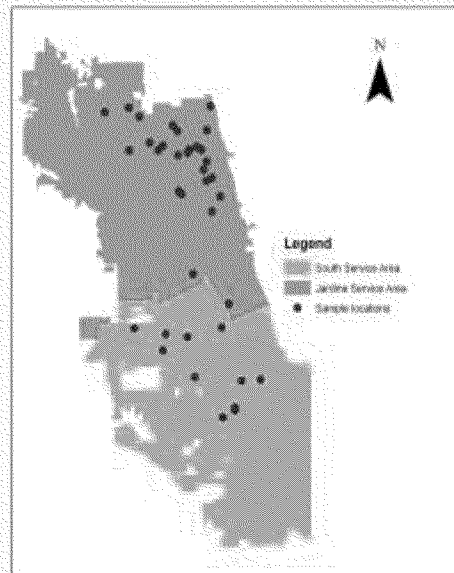 N
Legend
South Service Area
Jardine Service Area
Sample locations